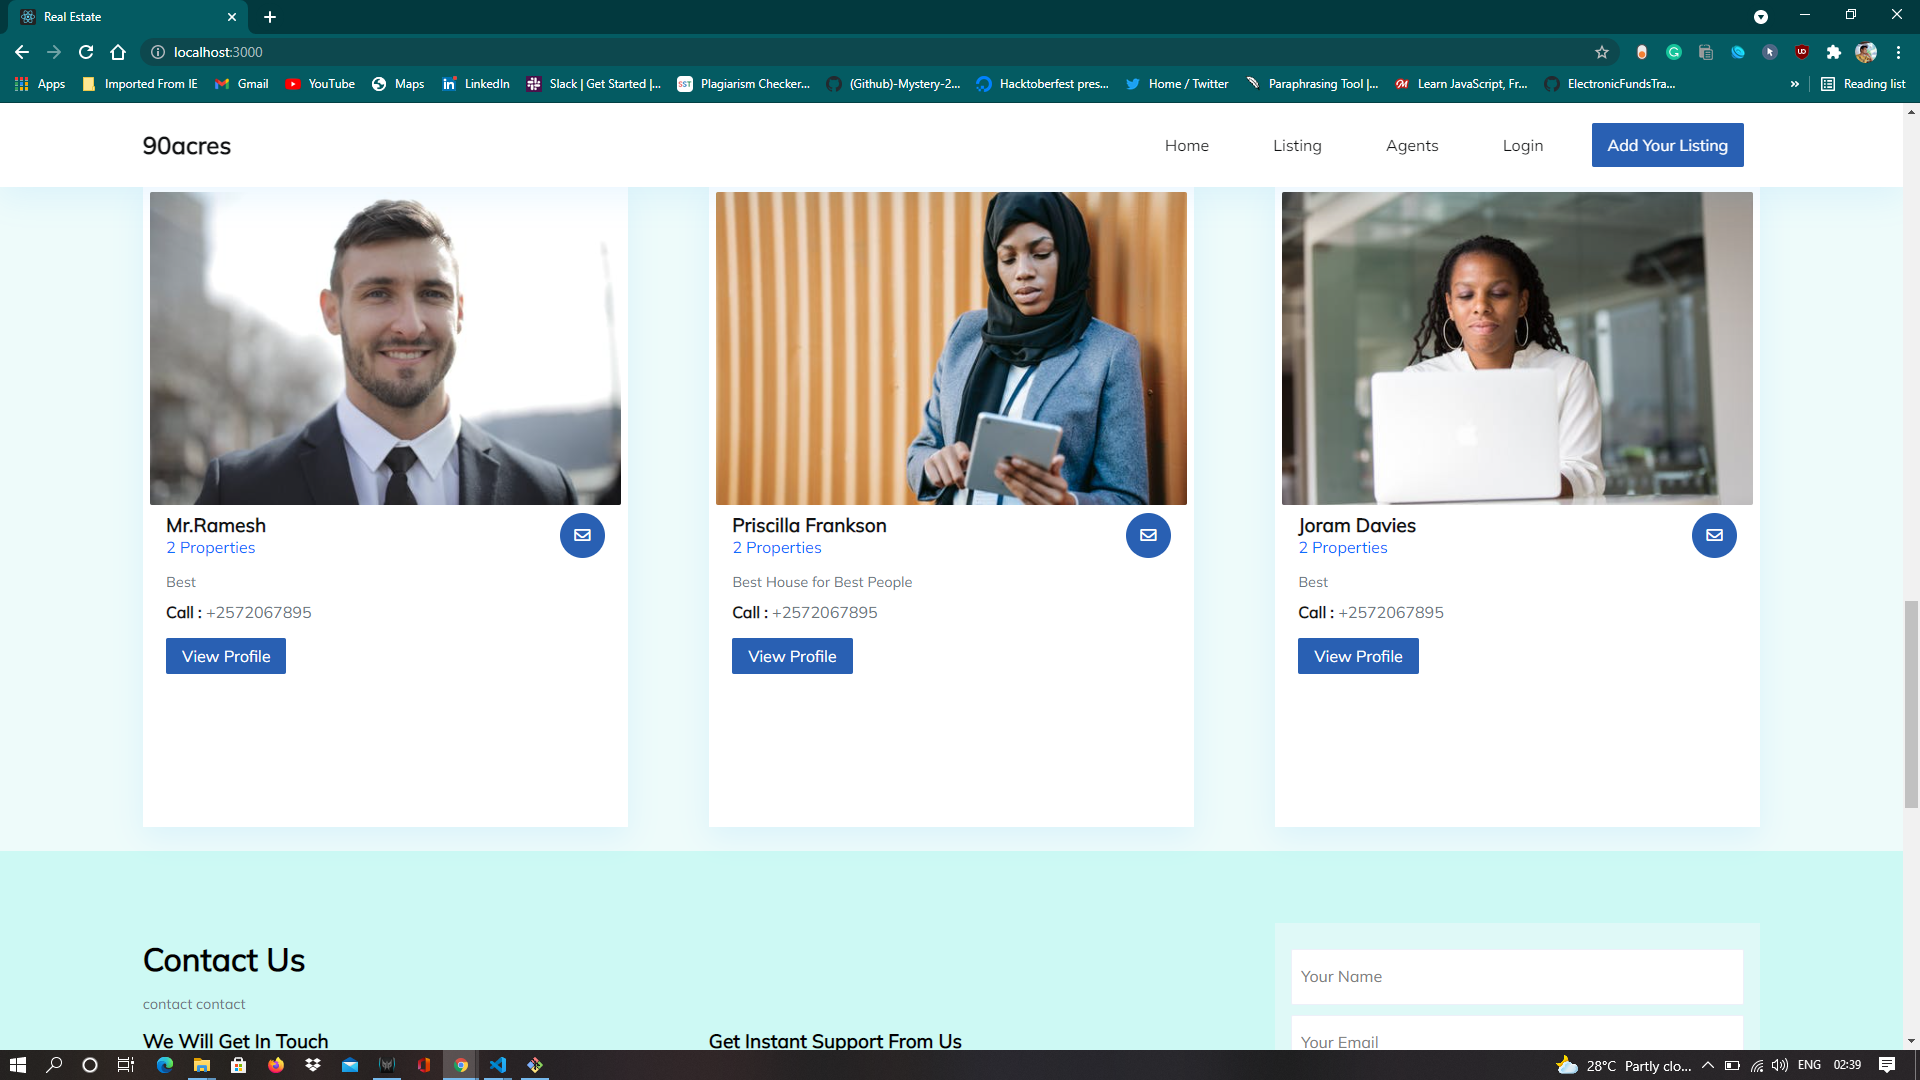 Real Estate
localhost:3000
Apps
Imported From IE
Gmail
YouTube
Maps
LinkedIn
Slack | Get Started |...
Plagiarism Checker...
(Github)-Mystery-2...
Hacktoberfest pres...
Home / Twitter
Paraphrasing Tool |...
Learn JavaScript, Fr...
ElectronicFundsTra...
»
Reading list
90acres
Home
Listing
Agents
Login
Add Your Listing
Mr.Ramesh
2 Properties
Best
Call : +2572067895
View Profile
Priscilla Frankson
2 Properties
Best House for Best People
Call : +2572067895
View Profile
Joram Davies
2 Properties
Best
Call : +2572067895
View Profile
Contact Us
contact contact
We Will Get In Touch
Get Instant Support From Us
Your Name
Your Email
28°C Partly clo...
ENG
02:39